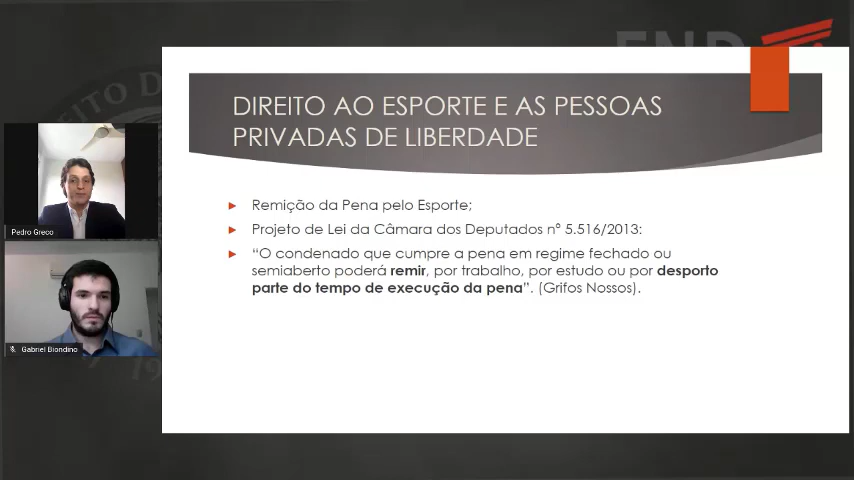 DIREITO AO ESPORTE E AS PESSOAS
PRIVADAS DE LIBERDADE
Remição da Pena pelo Esporte;
Projeto de Lei da Câmara dos Deputados nº 5.516/2013:
“O condenado que cumpre a pena em regime fechado ou
semiaberto poderá remir, por trabalho, por estudo ou por desporto
parte do tempo de execução da pena”. (Grifos Nossos).
Pedro Greco
Gabriel Biondino